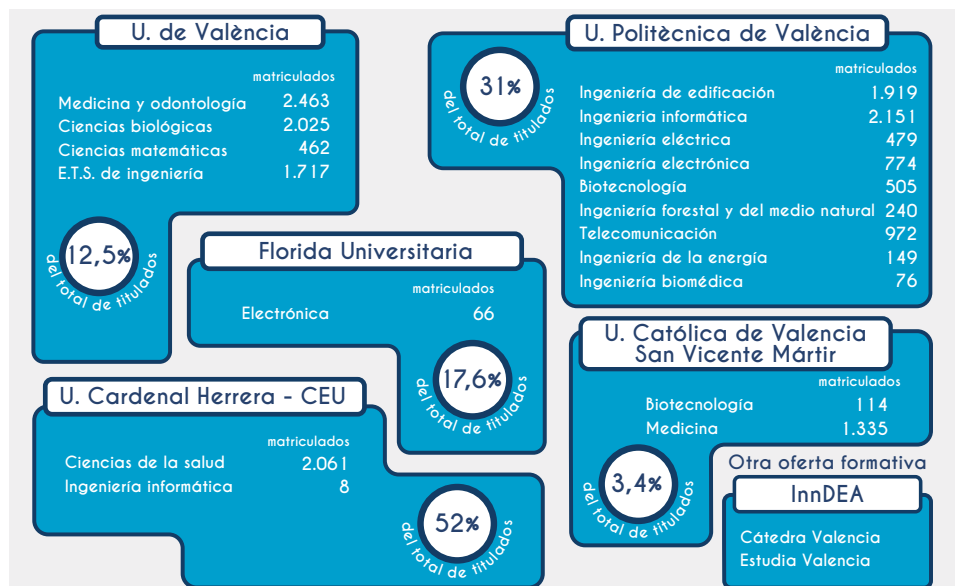 U. de València
matriculados
Medicina y odontología 2.463
Ciencias biológicas 2.025
Ciencias matemáticas 462
E.T.S. de ingeniería 1.717
12,5%
del total de titulados
U. Politècnica de València
31%
del total de titulados
matriculados
Ingeniería de edificación 1.919
Ingenieria informática 2.151
Ingeniería eléctrica 479
Ingeniería electrónica 774
Biotecnología 505
Ingeniería forestal y del medio natural 240
Telecomunicación 972
Ingeniería de la energía 149
Ingeniería biomédica 76
Florida Universitaria
matriculados
Electrónica 66
17,6%
del total de titulados
U. Católica de Valencia
San Vicente Mártir
matriculados
Biotecnología 114
Medicina 1.335
3,4%
del total de titulados
U. Cardenal Herrera - CEU
matriculados
Ciencias de la salud 2.061
Ingeniería informática 8
52%
del total de titulados
Otra oferta formativa
InnDEA
Cátedra Valencia
Estudia Valencia